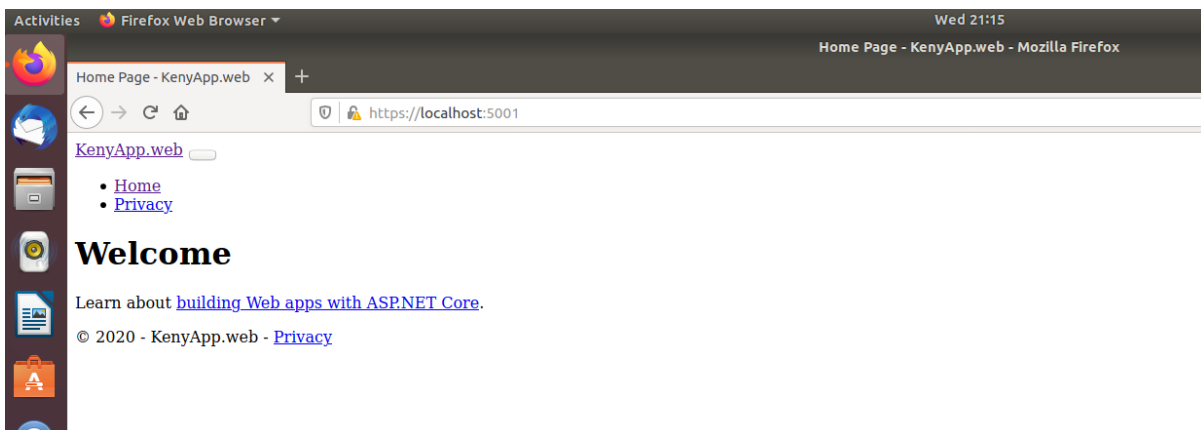 Activities Firefox Web Browser Wed 21:15
Home Page - KenyApp.web - Mozilla Firefox
Home Page - KenyApp.web
https://localhost:5001
KenyApp.web
Home
Privacy
Welcome
Learn about building Web apps with ASP.NET Core.
© 2020 - KenyApp.web - Privacy